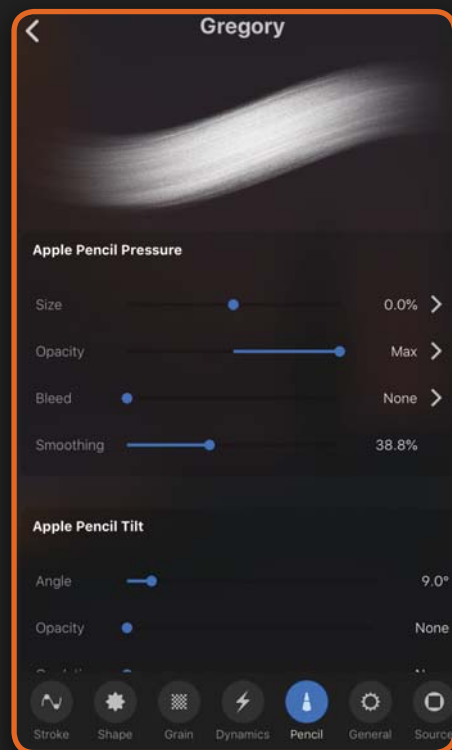 Gregory
Apple Pencil Pressure
Size 0.0%
Opacity Max
Bleed None
Smoothing 38.8%
Apple Pencil Tilt
Angle 9.0°
Opacity None
Stroke Shape Grain Dynamics Pencil General Source